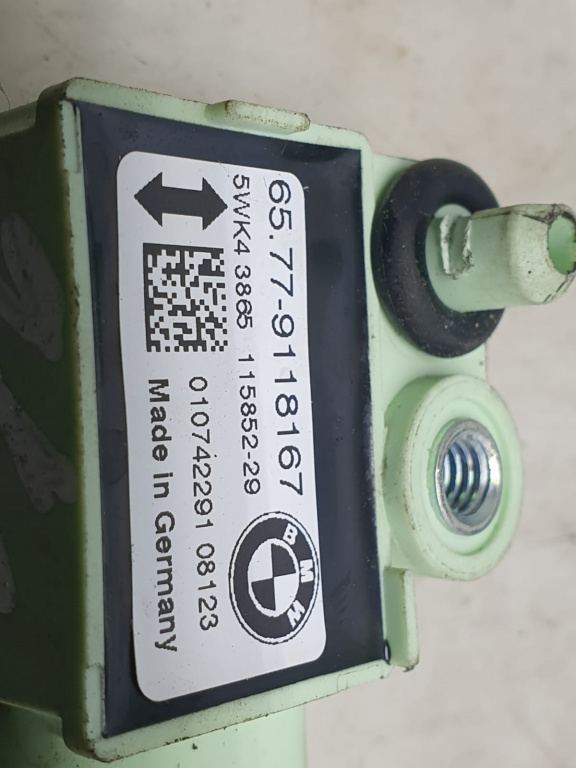 65.77-9118167
5WK4 3865 115852-29
010742291 08123
Made in Germany
BMW